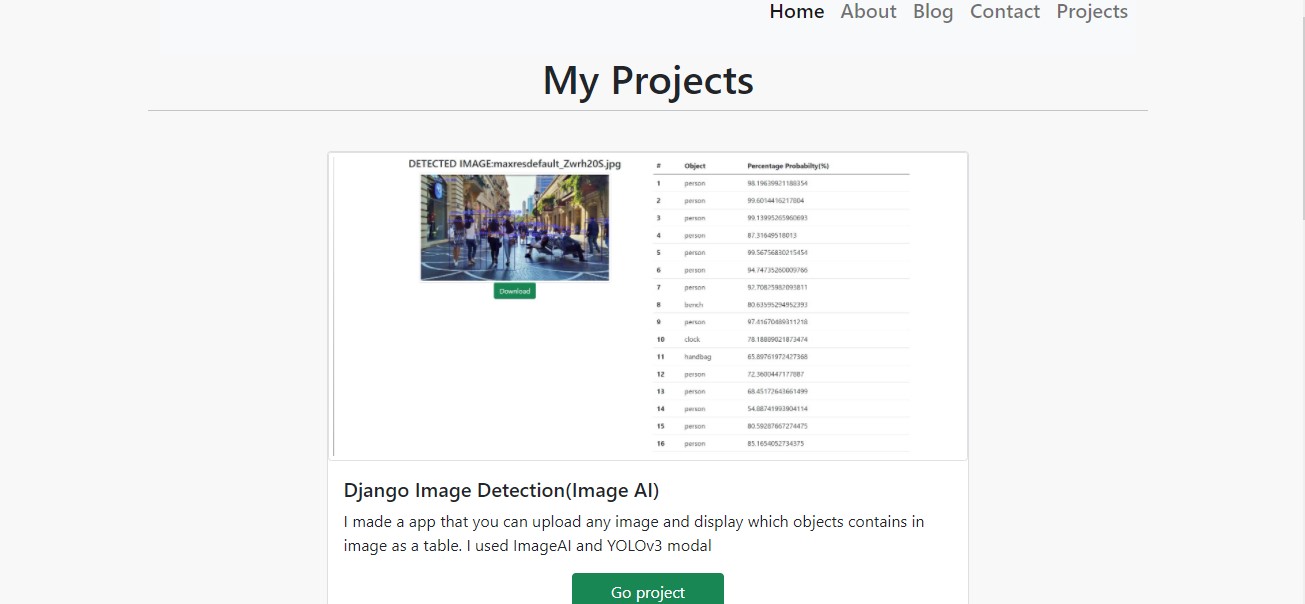 Home About Blog Contact Projects
My Projects
DETECTED IMAGE:maxresdefault_Zwrh20S.jpg
Download
# Object Percentage Probability(%)
1 person 98.19639921188354
2 person 99.6014416217804
3 person 99.13995265960693
4 person 87.31649518013
5 person 99.56756830215454
6 person 94.74735260009766
7 person 92.70825982093811
8 bench 80.63595294952393
9 person 97.41670489311218
10 clock 78.18899021873474
11 handbag 65.89761972427368
12 person 72.3600447177887
13 person 68.45172643661499
14 person 54.88741993904114
15 person 80.59287667274475
16 person 85.1654052734375
Django Image Detection(Image AI)
I made a app that you can upload any image and display which objects contains in
image as a table. I used ImageAI and YOLOv3 modal
Go project